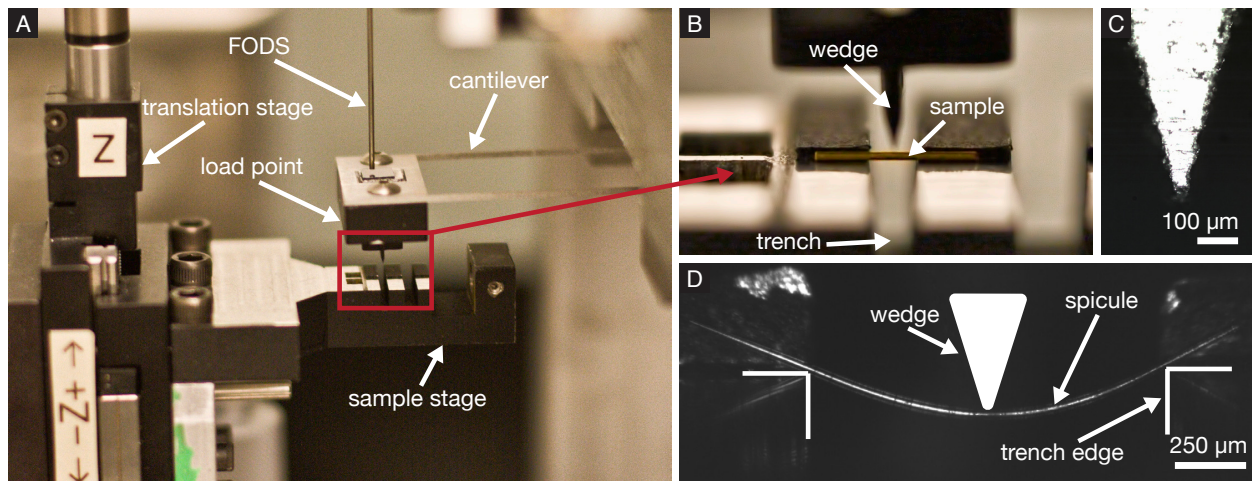 A
FODS
cantilever
translation stage
Z
load point
sample stage
← Z+
– →
B
wedge
sample
trench
C
100 µm
D
wedge
spicule
trench edge
250 µm